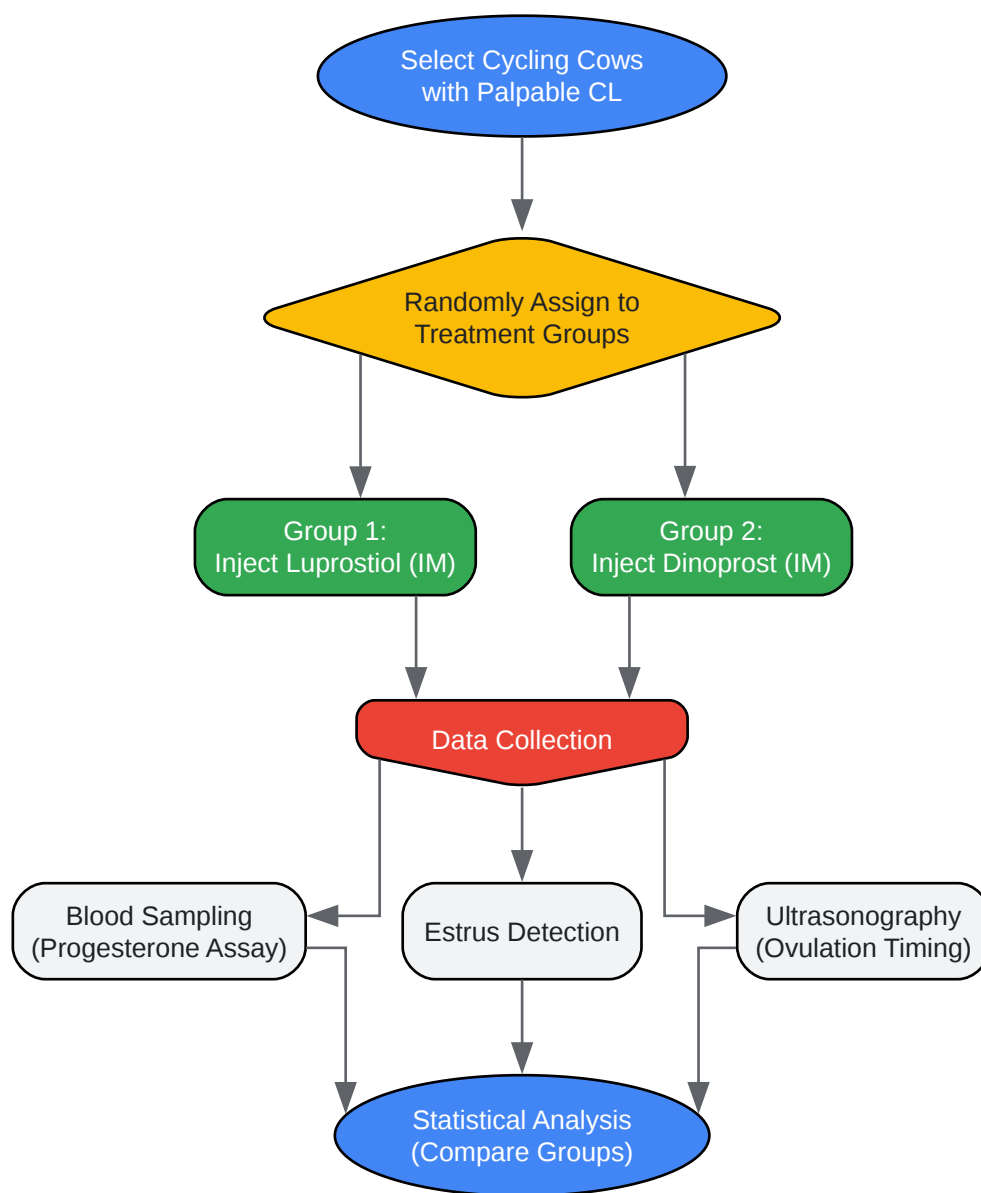 Select Cycling Cows
with Palpable CL
Randomly Assign to
Treatment Groups
Group 1:
Inject Luprostiol (IM)
Group 2:
Inject Dinoprost (IM)
Data Collection
Blood Sampling
(Progesterone Assay)
Estrus Detection
Ultrasonography
(Ovulation Timing)
Statistical Analysis
(Compare Groups)